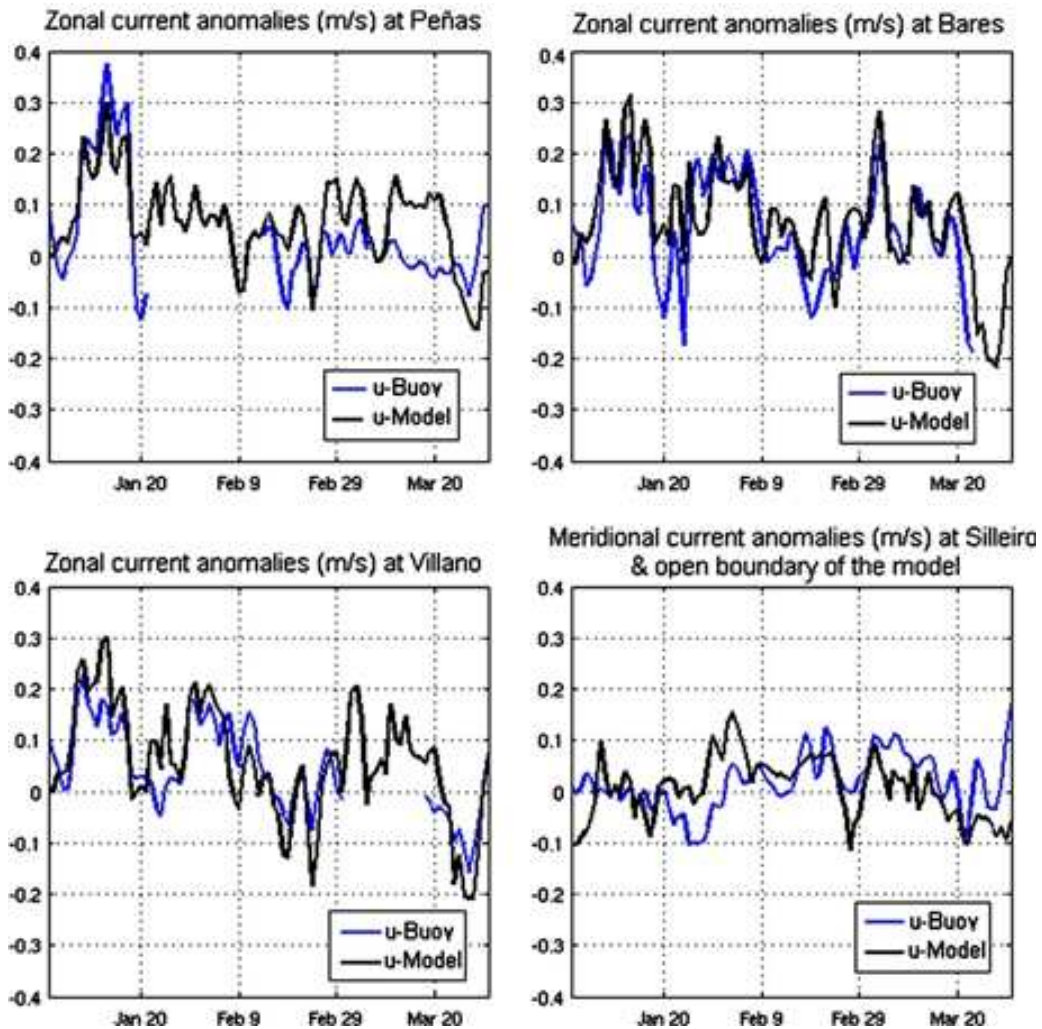 Zonal current anomalies (m/s) at Peñas
0.4
0.3
0.2
0.1
0
-0.1
-0.2
-0.3
-0.4
u-Buoy
u-Model
Jan 20 Feb 9 Feb 29 Mar 20
Zonal current anomalies (m/s) at Bares
0.4
0.3
0.2
0.1
0
-0.1
-0.2
-0.3
-0.4
u-Buoy
u-Model
Jan 20 Feb 9 Feb 29 Mar 20
Zonal current anomalies (m/s) at Villano
0.4
0.3
0.2
0.1
0
-0.1
-0.2
-0.3
-0.4
u-Buoy
u-Model
Jan 20 Feb 9 Feb 29 Mar 20
Meridional current anomalies (m/s) at Silleiro
& open boundary of the model
0.4
0.3
0.2
0.1
0
-0.1
-0.2
-0.3
-0.4
u-Buoy
u-Model
Jan 20 Feb 9 Feb 29 Mar 20